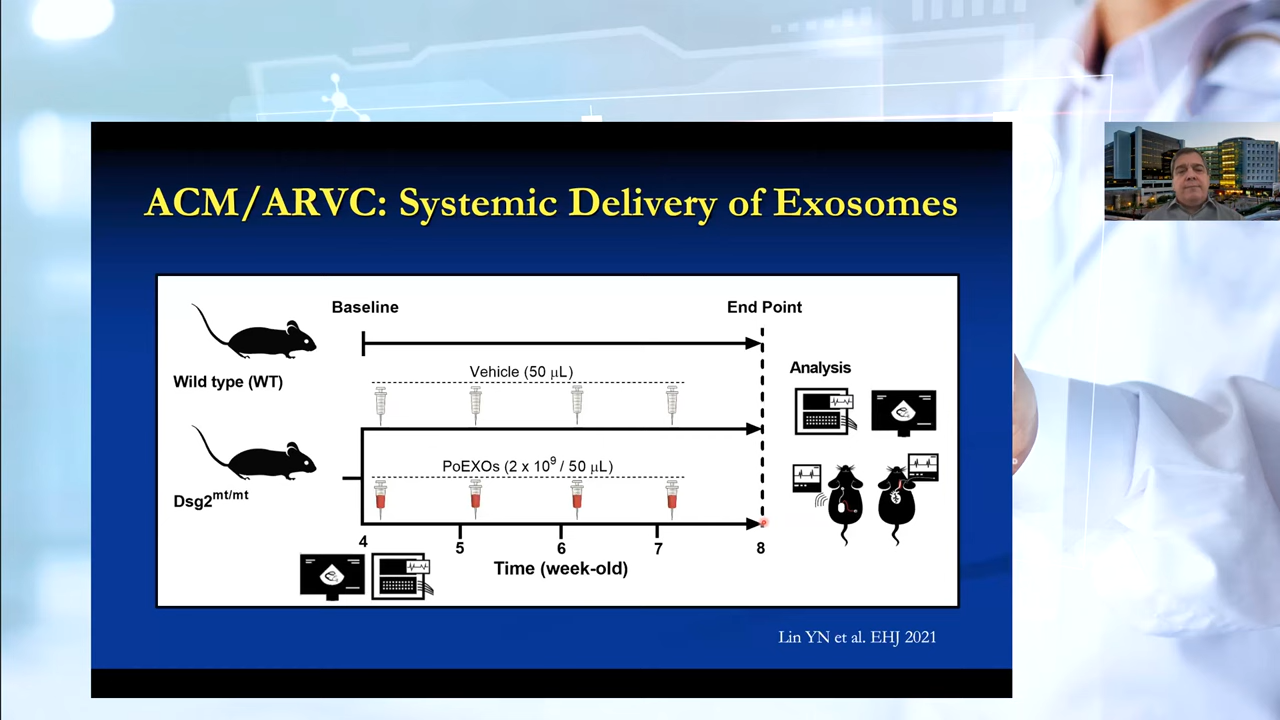 ACM/ARVC: Systemic Delivery of Exosomes
Baseline
End Point
Wild type (WT)
Vehicle (50 μL)
Analysis
Dsg2mt/mt
PoEXOs (2 x 10⁹ / 50 μL)
4
5
6
7
8
Time (week-old)
Lin YN et al. EHJ 2021